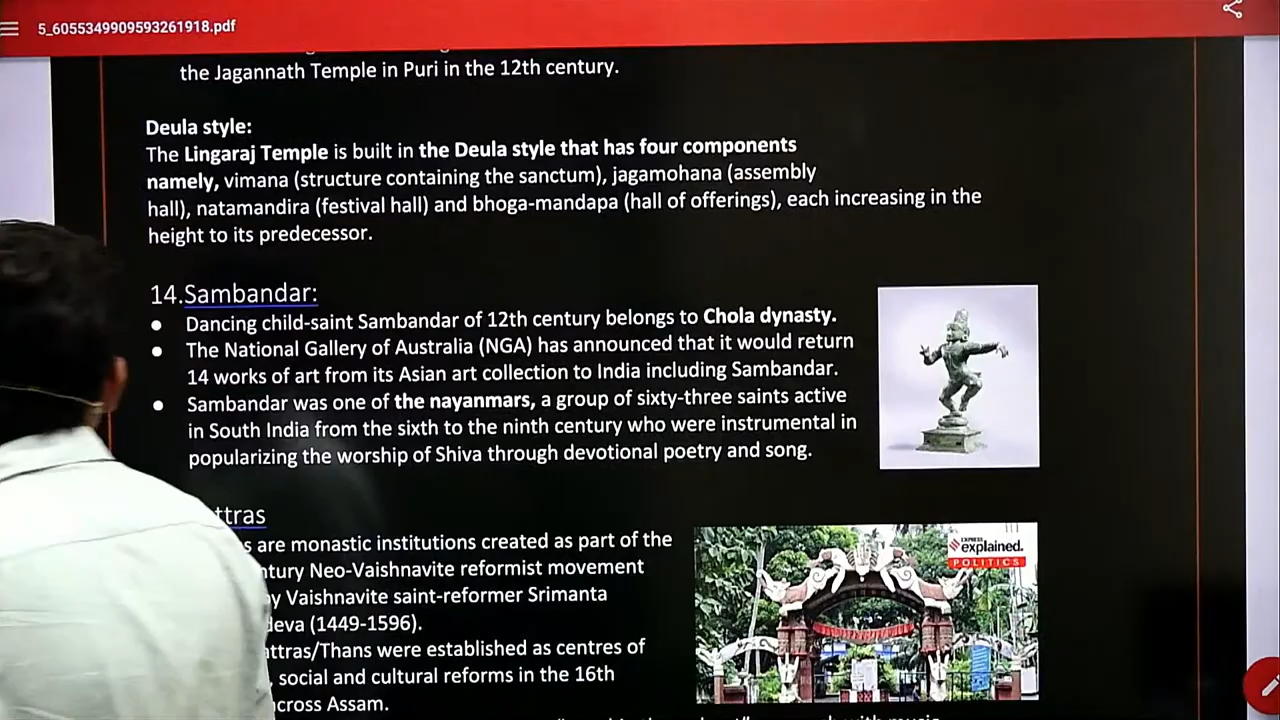 5_6055349909593261918.pdf
the Jagannath Temple in Puri in the 12th century.
Deula style:
The Lingaraj Temple is built in the Deula style that has four components
namely, vimana (structure containing the sanctum), jagamohana (assembly
hall), natamandira (festival hall) and bhoga-mandapa (hall of offerings), each increasing in the
height to its predecessor.
14.Sambandar:
● Dancing child-saint Sambandar of 12th century belongs to Chola dynasty.
● The National Gallery of Australia (NGA) has announced that it would return
14 works of art from its Asian art collection to India including Sambandar.
● Sambandar was one of the nayanmars, a group of sixty-three saints active
in South India from the sixth to the ninth century who were instrumental in
popularizing the worship of Shiva through devotional poetry and song.
ttras
s are monastic institutions created as part of the
ntury Neo-Vaishnavite reformist movement
y Vaishnavite saint-reformer Srimanta
deva (1449-1596).
attras/Thans were established as centres of
, social and cultural reforms in the 16th
across Assam.
EXPRESS
explained.
POLITICS